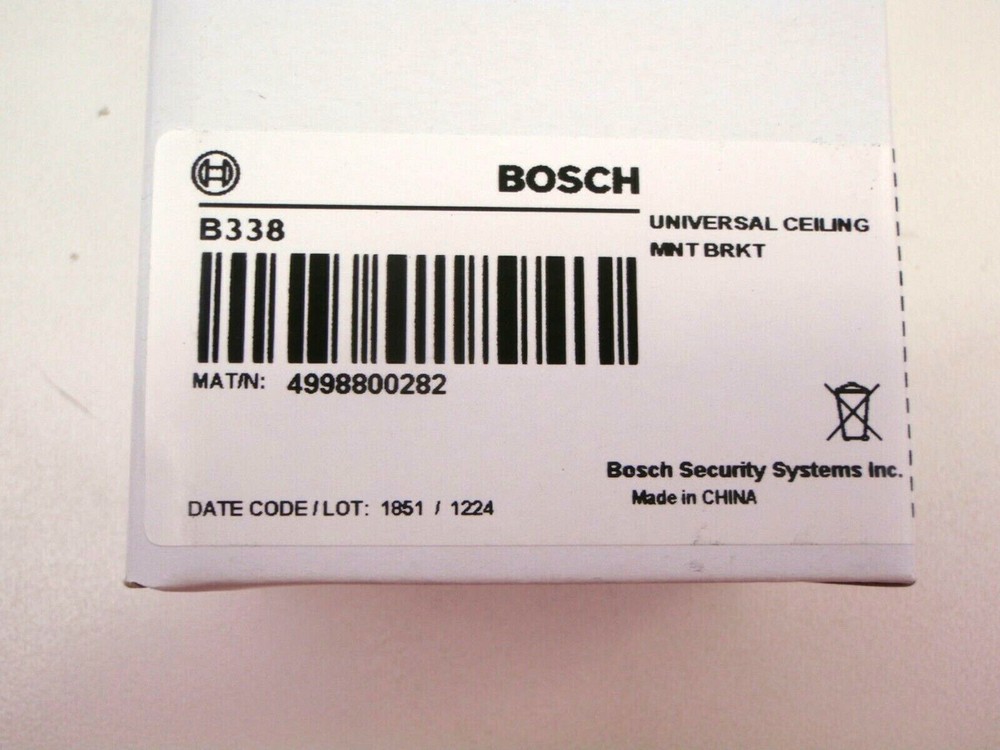 BOSCH
B338
UNIVERSAL CEILING
MNT BRKT
MAT/N: 4998800282
Bosch Security Systems Inc.
Made in CHINA
DATE CODE / LOT: 1851 / 1224